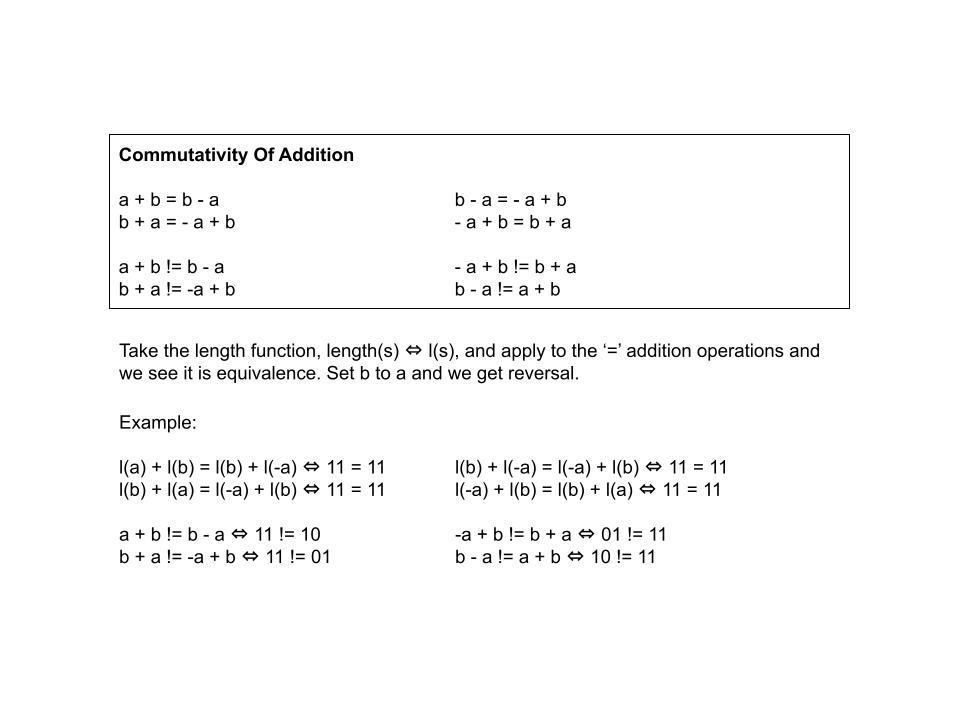 Commutativity Of Addition
a + b = b - a
b + a = - a + b
b - a = - a + b
- a + b = b + a
a + b != b - a
b + a != -a + b
- a + b != b + a
b - a != a + b
Take the length function, length(s) ⇔ l(s), and apply to the ‘=’ addition operations and
we see it is equivalence. Set b to a and we get reversal.
Example:
l(a) + l(b) = l(b) + l(-a) ⇔ 11 = 11
l(b) + l(a) = l(-a) + l(b) ⇔ 11 = 11
l(b) + l(-a) = l(-a) + l(b) ⇔ 11 = 11
l(-a) + l(b) = l(b) + l(a) ⇔ 11 = 11
a + b != b - a ⇔ 11 != 10
b + a != -a + b ⇔ 11 != 01
-a + b != b + a ⇔ 01 != 11
b - a != a + b ⇔ 10 != 11